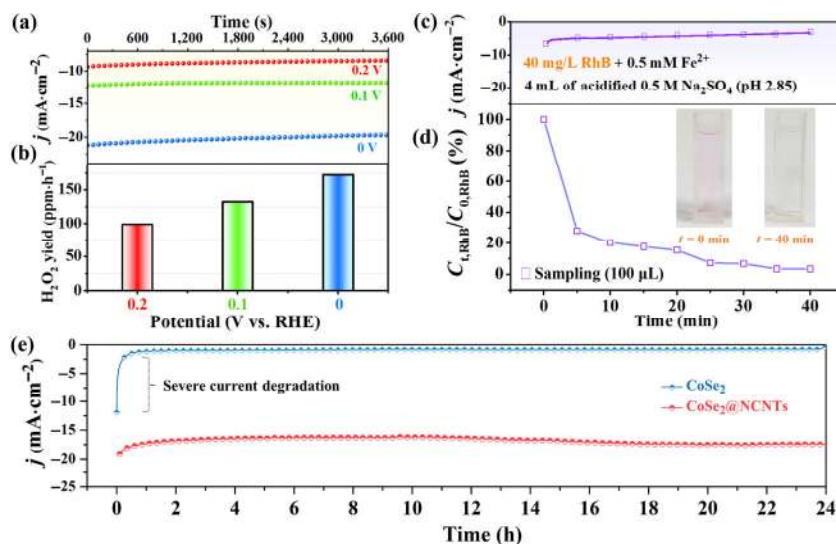 (a)
Time (s)
0 600 1,200 1,800 2,400 3,000 3,600
j (mA·cm−2)
−10
−15
−20
0.2 V
0.1 V
0 V
(b)
H2O2 yield (ppm·h−1)
150
100
50
0
0.2 0.1 0
Potential (V vs. RHE)
(c)
j (mA·cm−2)
0
−5
−10
40 mg/L RhB + 0.5 mM Fe2+
4 mL of acidified 0.5 M Na2SO4 (pH 2.85)
(d)
Ct,RhB/C0,RhB (%)
100
80
60
40
20
0
t = 0 min
t = 40 min
Sampling (100 μL)
0 10 20 30 40
Time (min)
(e)
j (mA·cm−2)
0
−5
−10
−15
−20
−25
Severe current degradation
CoSe2
CoSe2@NCNTs
0 2 4 6 8 10 12 14 16 18 20 22 24
Time (h)